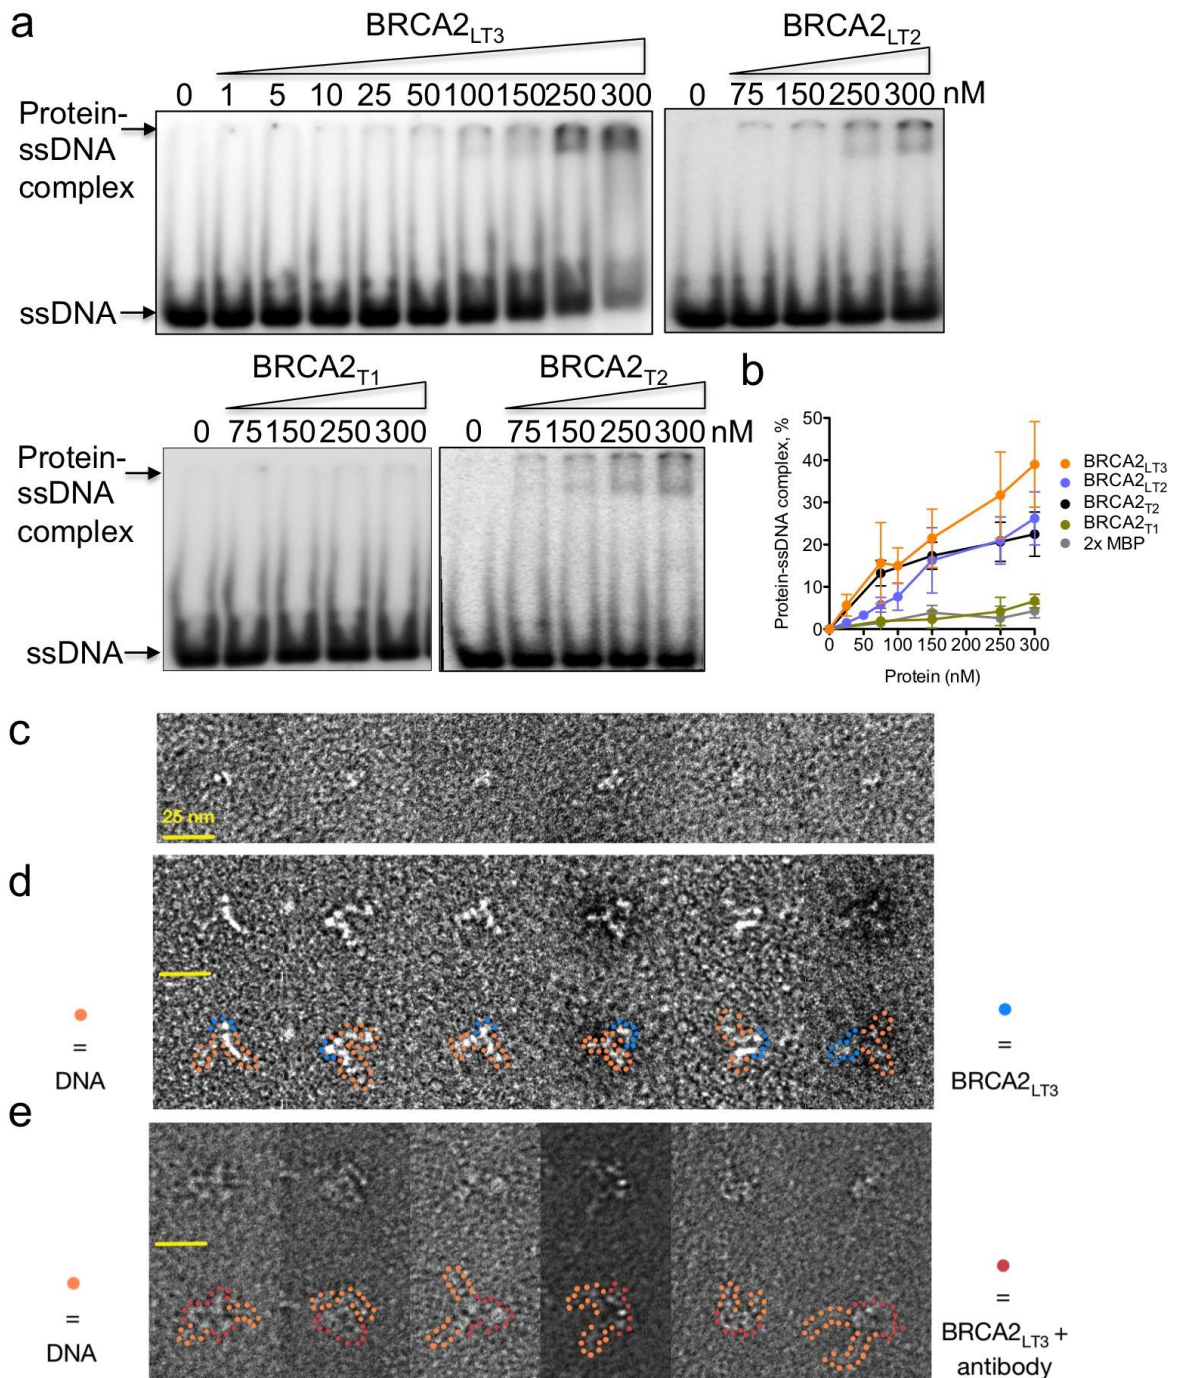 a
BRCA2LT3
BRCA2LT2
0 1 5 10 25 50 100 150 250 300
0 75 150 250 300 nM
Protein-
ssDNA
complex
ssDNA
BRCA2T1
BRCA2T2
0 75 150 250 300
0 75 150 250 300 nM
Protein-
ssDNA
complex
ssDNA
b
Protein-ssDNA complex, %
50
40
30
20
10
0
0 50 100 150 200 250 300
Protein (nM)
BRCA2LT3
BRCA2LT2
BRCA2T2
BRCA2T1
2x MBP
c
25 nm
d
=
DNA
=
BRCA2LT3
e
=
DNA
=
BRCA2LT3 +
antibody